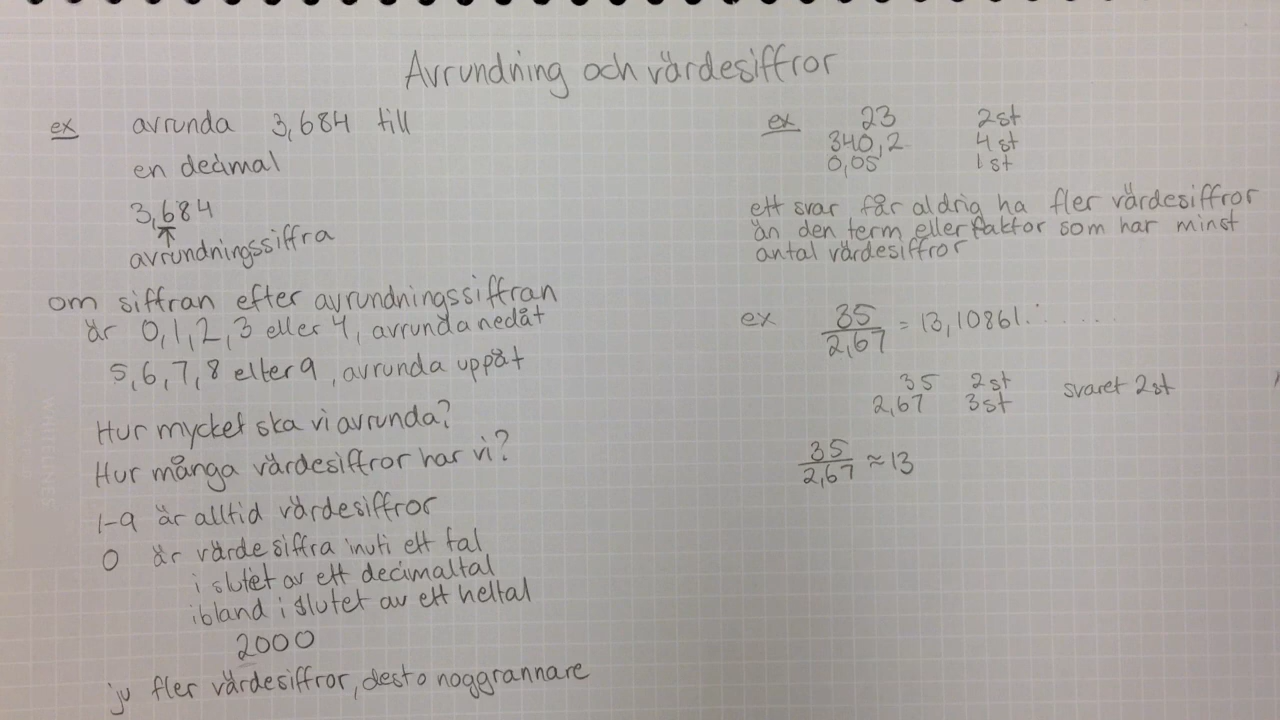 Avrundning och värdesiffror
ex avrunda 3,684 till
en decimal
3,684
↑
avrundningssiffra
om siffran efter avrundningssiffran
är 0,1,2,3 eller 4, avrunda nedåt
5,6,7,8 eller 9, avrunda uppåt
Hur mycket ska vi avrunda?
Hur många värdesiffror har vi?
1-9 är alltid värdesiffror
0 är värdesiffra inuti ett tal
i slutet av ett decimaltal
ibland i slutet av ett heltal
2000
ju fler värdesiffror, desto noggrannare
ex 23 2st
340,2 4st
0,05 1st
ett svar får aldrig ha fler värdesiffror
än den term eller faktor som har minst
antal värdesiffror
ex 35/2,67 = 13,10861.......
35 2st
2,67 3st svaret 2st
35/2,67 ≈ 13